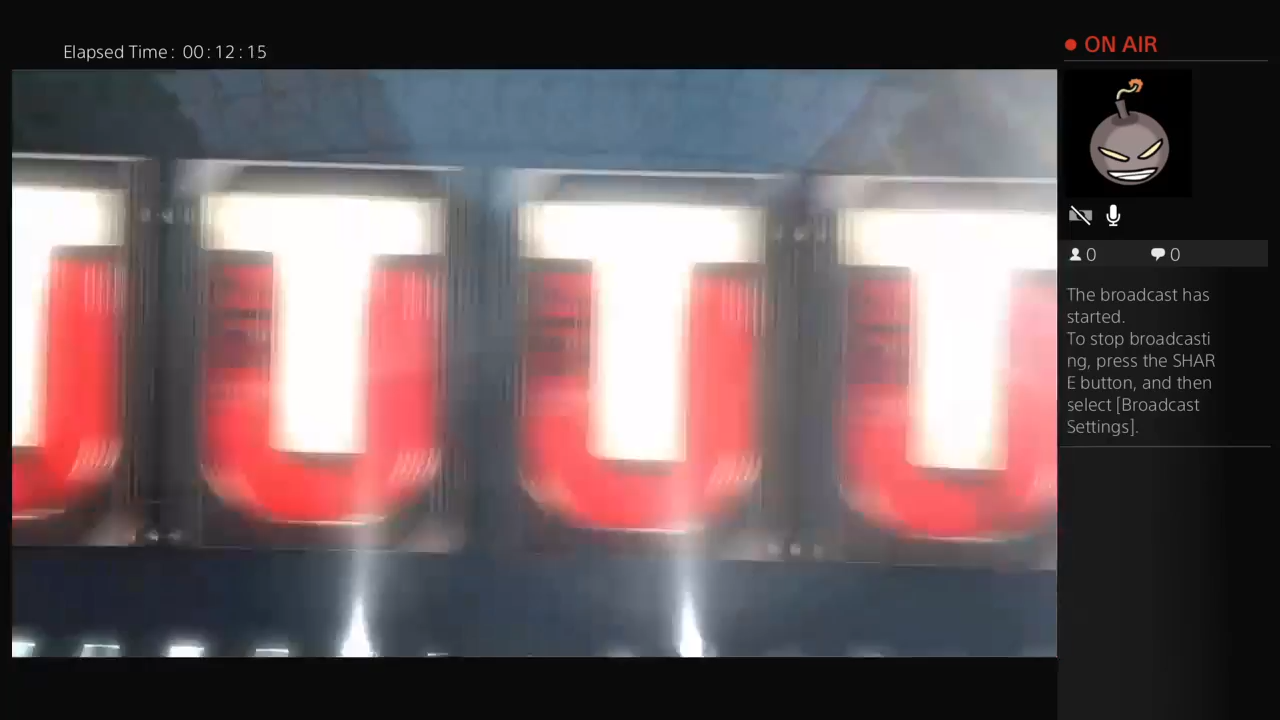 Elapsed Time: 00:12:15
ON AIR
0 0
The broadcast has
started.
To stop broadcasti
ng, press the SHAR
E button, and then
select [Broadcast
Settings].